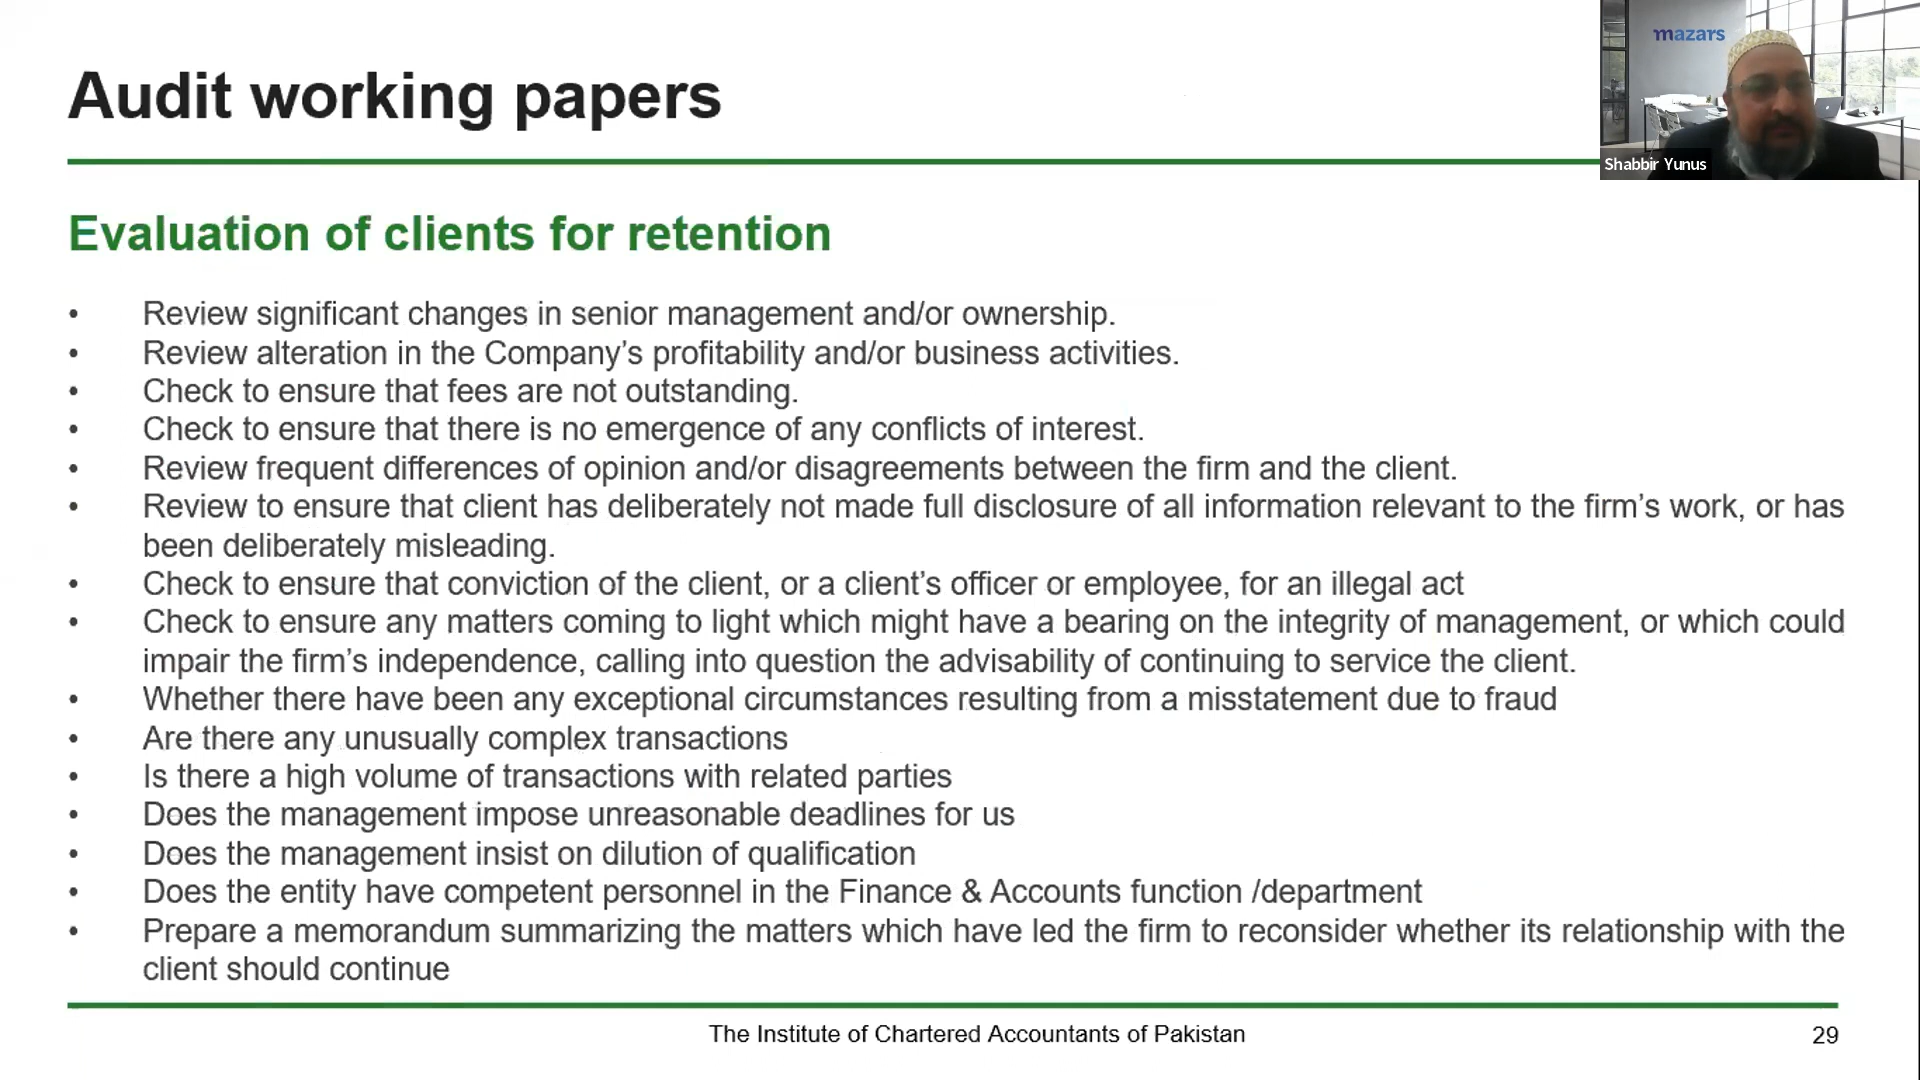 Audit working papers
mazars
Shabbir Yunus
Evaluation of clients for retention
• Review significant changes in senior management and/or ownership.
• Review alteration in the Company’s profitability and/or business activities.
• Check to ensure that fees are not outstanding.
• Check to ensure that there is no emergence of any conflicts of interest.
• Review frequent differences of opinion and/or disagreements between the firm and the client.
• Review to ensure that client has deliberately not made full disclosure of all information relevant to the firm’s work, or has
been deliberately misleading.
• Check to ensure that conviction of the client, or a client’s officer or employee, for an illegal act
• Check to ensure any matters coming to light which might have a bearing on the integrity of management, or which could
impair the firm’s independence, calling into question the advisability of continuing to service the client.
• Whether there have been any exceptional circumstances resulting from a misstatement due to fraud
• Are there any unusually complex transactions
• Is there a high volume of transactions with related parties
• Does the management impose unreasonable deadlines for us
• Does the management insist on dilution of qualification
• Does the entity have competent personnel in the Finance & Accounts function /department
• Prepare a memorandum summarizing the matters which have led the firm to reconsider whether its relationship with the
client should continue
The Institute of Chartered Accountants of Pakistan
29